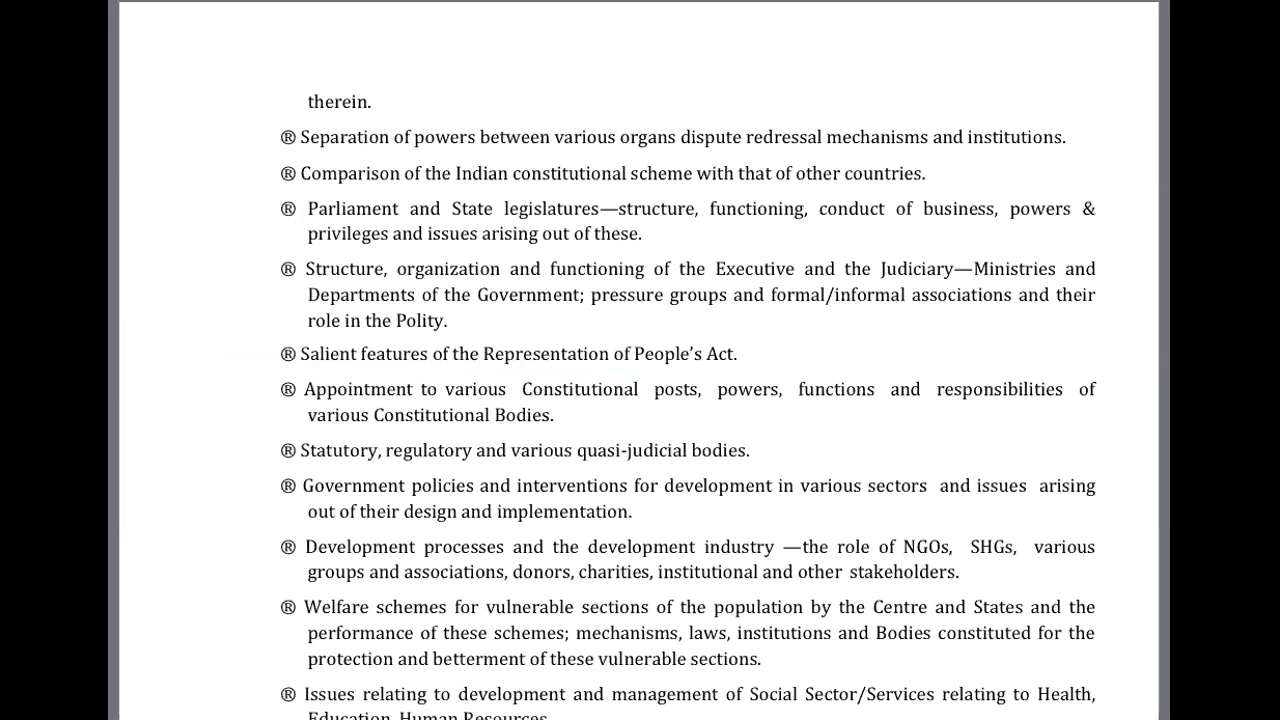 therein.
® Separation of powers between various organs dispute redressal mechanisms and institutions.
® Comparison of the Indian constitutional scheme with that of other countries.
® Parliament and State legislatures—structure, functioning, conduct of business, powers &
privileges and issues arising out of these.
® Structure, organization and functioning of the Executive and the Judiciary—Ministries and
Departments of the Government; pressure groups and formal/informal associations and their
role in the Polity.
® Salient features of the Representation of People’s Act.
® Appointment to various Constitutional posts, powers, functions and responsibilities of
various Constitutional Bodies.
® Statutory, regulatory and various quasi-judicial bodies.
® Government policies and interventions for development in various sectors and issues arising
out of their design and implementation.
® Development processes and the development industry —the role of NGOs, SHGs, various
groups and associations, donors, charities, institutional and other stakeholders.
® Welfare schemes for vulnerable sections of the population by the Centre and States and the
performance of these schemes; mechanisms, laws, institutions and Bodies constituted for the
protection and betterment of these vulnerable sections.
® Issues relating to development and management of Social Sector/Services relating to Health,
Education, Human Resources.